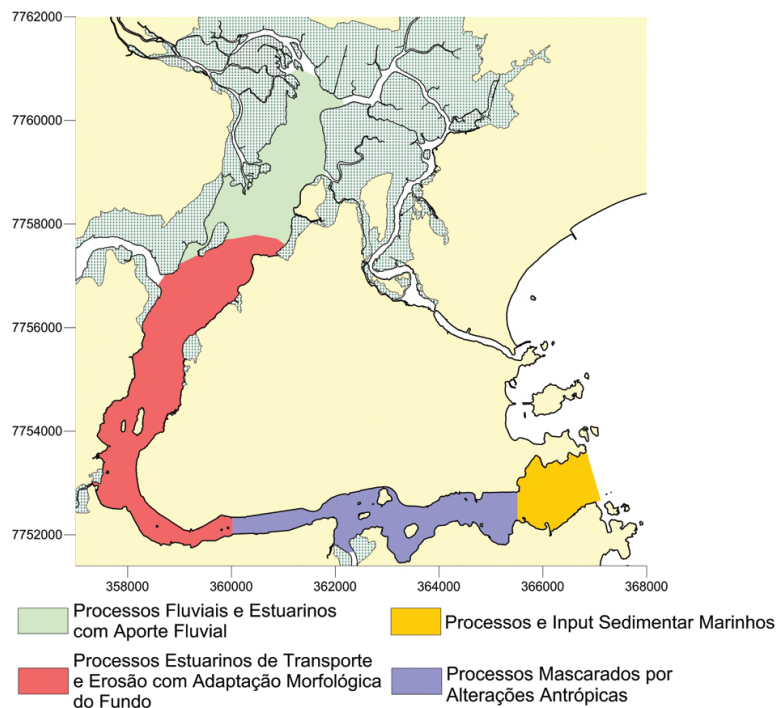 7762000
7760000
7758000
7756000
7754000
7752000
358000
360000
362000
364000
366000
368000
Processos Fluviais e Estuarinos
com Aporte Fluvial
Processos e Input Sedimentar Marinhos
Processos Estuarinos de Transporte
e Erosão com Adaptação Morfológica
do Fundo
Processos Mascarados por
Alterações Antrópicas